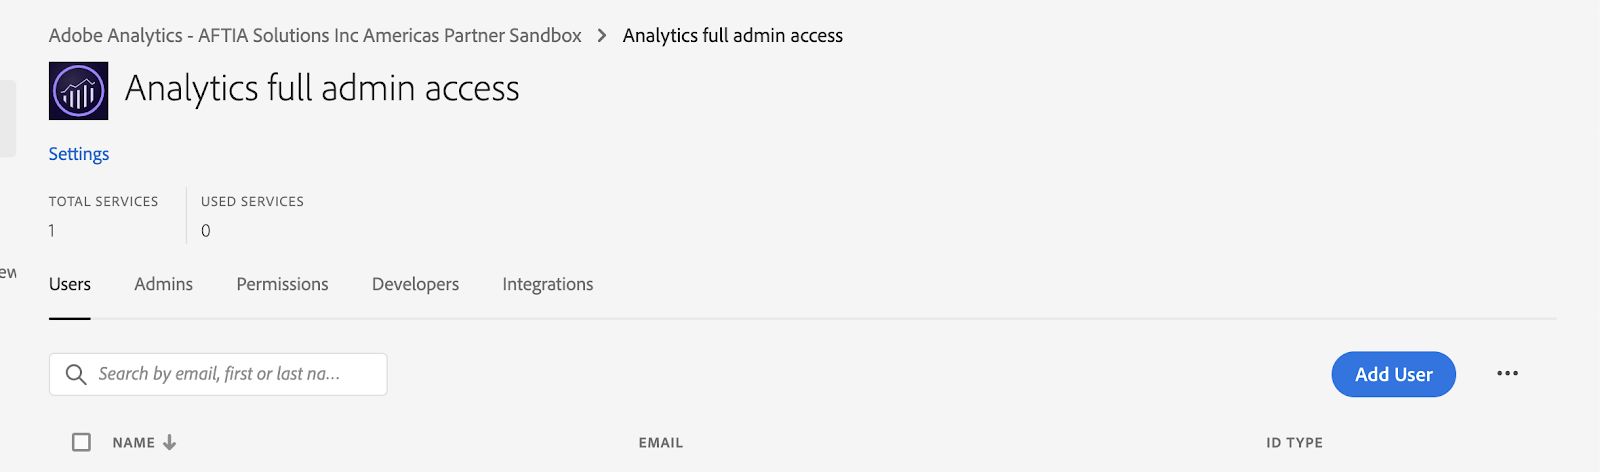 Adobe Analytics - AFTIA Solutions Inc Americas Partner Sandbox > Analytics full admin access
Analytics full admin access
Settings
TOTAL SERVICES USED SERVICES
1 0
ew
Users Admins Permissions Developers Integrations
Search by email, first or last na... Add User ...
NAME ↓ EMAIL ID TYPE